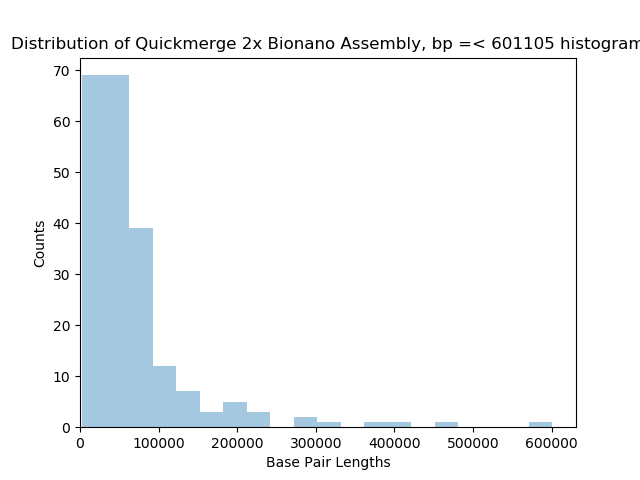 Distribution of Quickmerge 2x Bionano Assembly, bp =< 601105 histogram
70
60
50
40
30
20
10
0
Counts
0 100000 200000 300000 400000 500000 600000
Base Pair Lengths